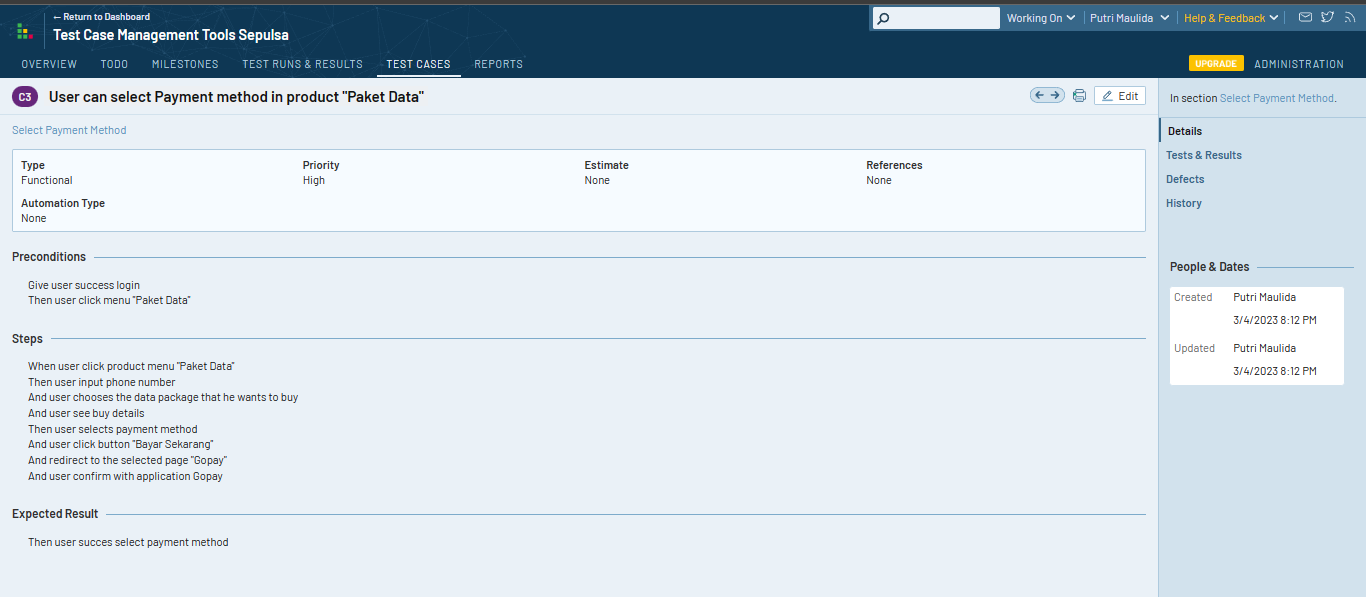 ← Return to Dashboard
Test Case Management Tools Sepulsa
Working On
Putri Maulida
Help & Feedback
OVERVIEW TODO MILESTONES TEST RUNS & RESULTS TEST CASES REPORTS
UPGRADE ADMINISTRATION
C3 User can select Payment method in product "Paket Data"
Edit
Select Payment Method
Type Priority Estimate References
Functional High None None
Automation Type
None
Preconditions
Give user success login
Then user click menu "Paket Data"
Steps
When user click product menu "Paket Data"
Then user input phone number
And user chooses the data package that he wants to buy
And user see buy details
Then user selects payment method
And user click button "Bayar Sekarang"
And redirect to the selected page "Gopay"
And user confirm with application Gopay
Expected Result
Then user succes select payment method
In section Select Payment Method.
Details
Tests & Results
Defects
History
People & Dates
Created Putri Maulida
3/4/2023 8:12 PM
Updated Putri Maulida
3/4/2023 8:12 PM